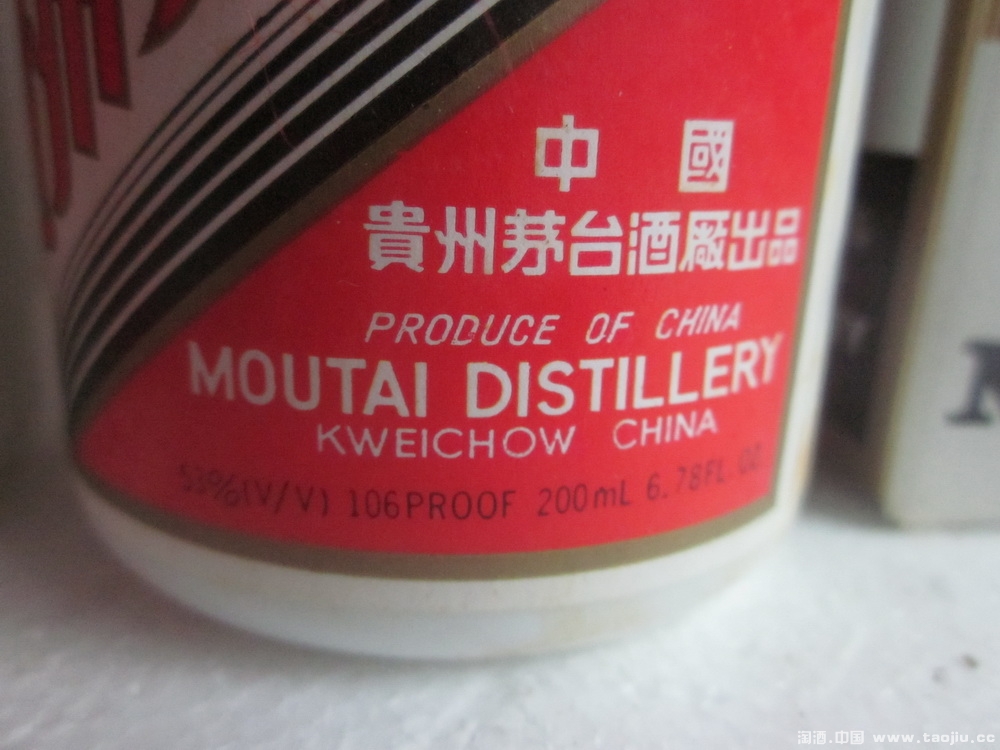 中國
貴州茅台酒廠出品
PRODUCE OF CHINA
MOUTAI DISTILLERY
KWEICHOW CHINA
53%(V/V) 106PROOF 200mL 6.78FL.OZ.
淘酒.中国 www.taojiu.cc